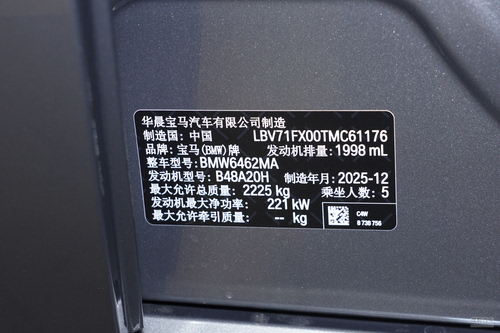 华晨宝马汽车有限公司制造
制造国: 中国 LBV71FX00TMC61176
品牌: 宝马(BMW)牌 发动机排量: 1998 mL
整车型号: BMW6462MA
发动机型号: B48A20H 制造年月: 2025-12
最大允许总质量: 2225 kg 乘坐人数: 5
发动机最大净功率: 221 kW
最大允许牵引质量: -- kg
C4W
8 738 756